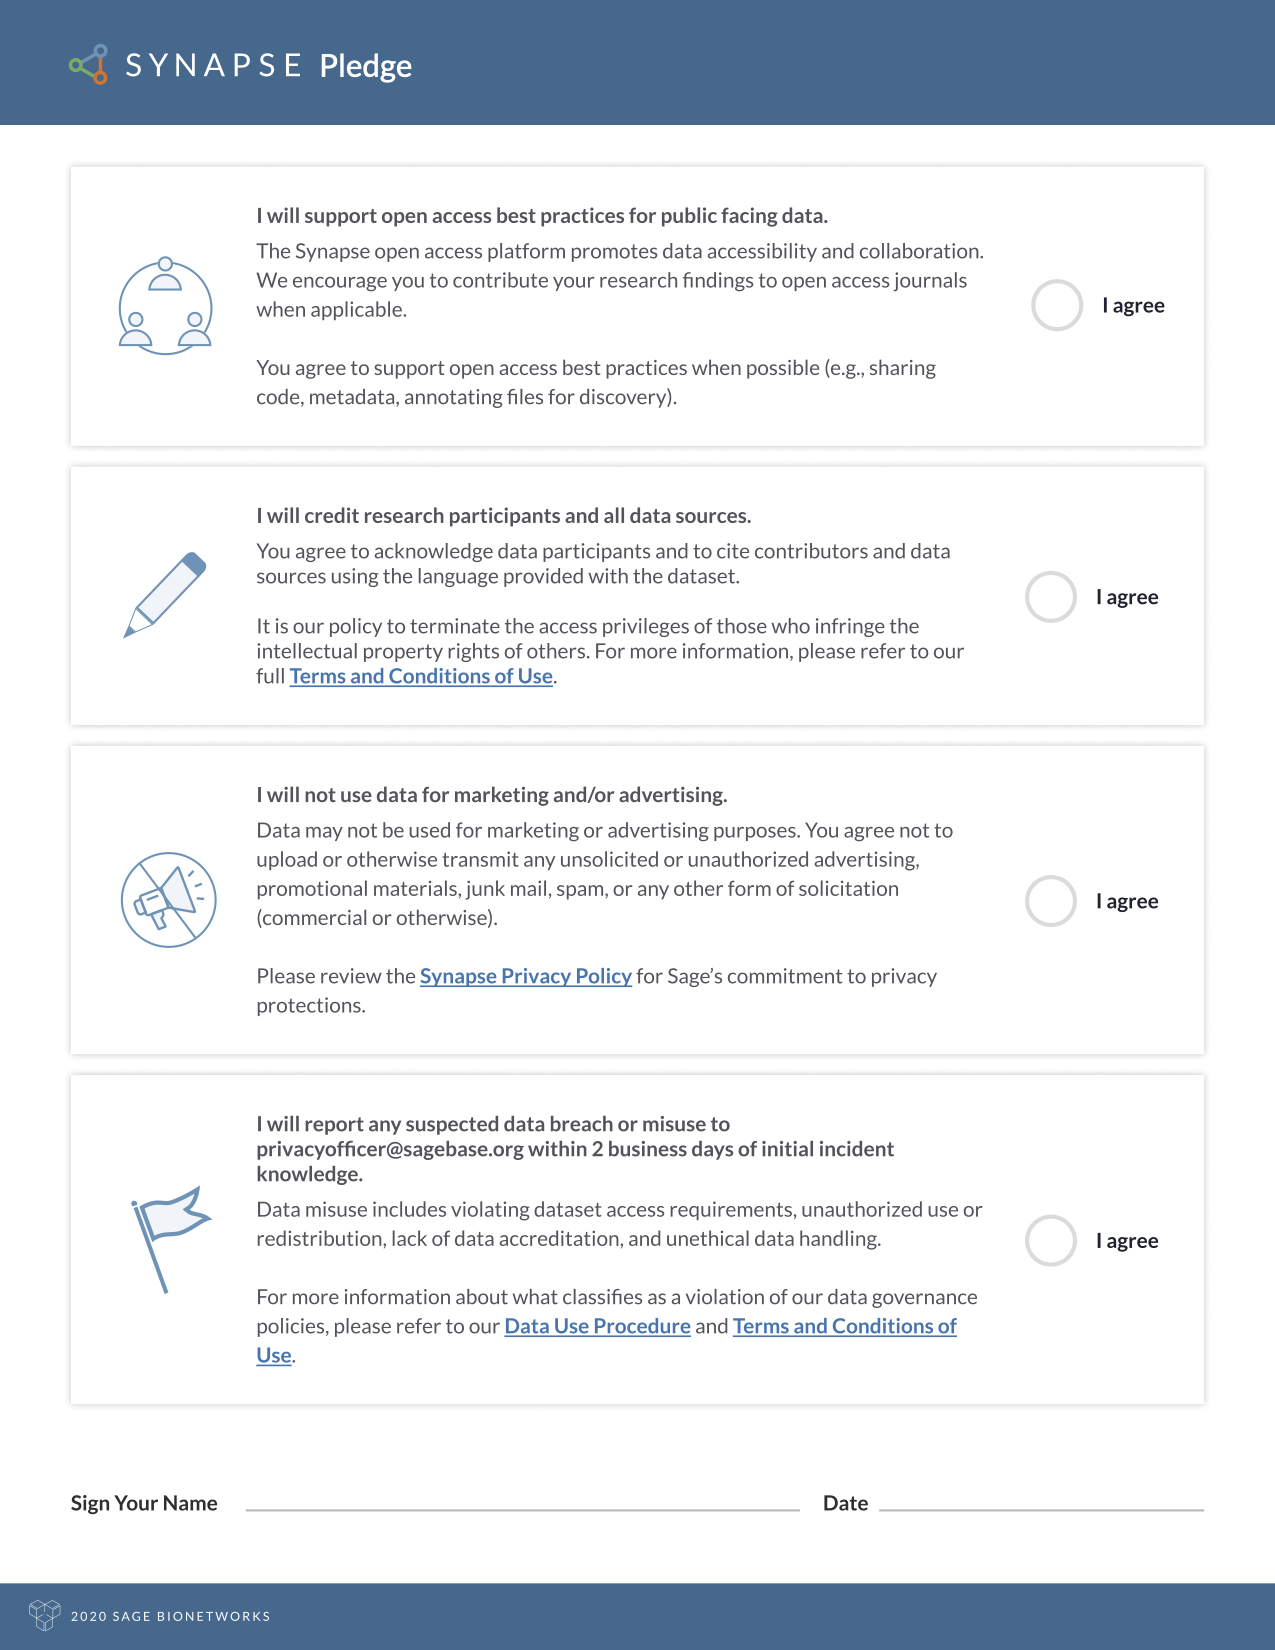 SYNAPSE Pledge
I will support open access best practices for public facing data.
The Synapse open access platform promotes data accessibility and collaboration.
We encourage you to contribute your research findings to open access journals
when applicable.
You agree to support open access best practices when possible (e.g., sharing
code, metadata, annotating files for discovery).
I agree
I will credit research participants and all data sources.
You agree to acknowledge data participants and to cite contributors and data
sources using the language provided with the dataset.
It is our policy to terminate the access privileges of those who infringe the
intellectual property rights of others. For more information, please refer to our
full Terms and Conditions of Use.
I agree
I will not use data for marketing and/or advertising.
Data may not be used for marketing or advertising purposes. You agree not to
upload or otherwise transmit any unsolicited or unauthorized advertising,
promotional materials, junk mail, spam, or any other form of solicitation
(commercial or otherwise).
Please review the Synapse Privacy Policy for Sage’s commitment to privacy
protections.
I agree
I will report any suspected data breach or misuse to
privacyofficer@sagebase.org within 2 business days of initial incident
knowledge.
Data misuse includes violating dataset access requirements, unauthorized use or
redistribution, lack of data accreditation, and unethical data handling.
For more information about what classifies as a violation of our data governance
policies, please refer to our Data Use Procedure and Terms and Conditions of
Use.
I agree
Sign Your Name
Date
2020 SAGE BIONETWORKS